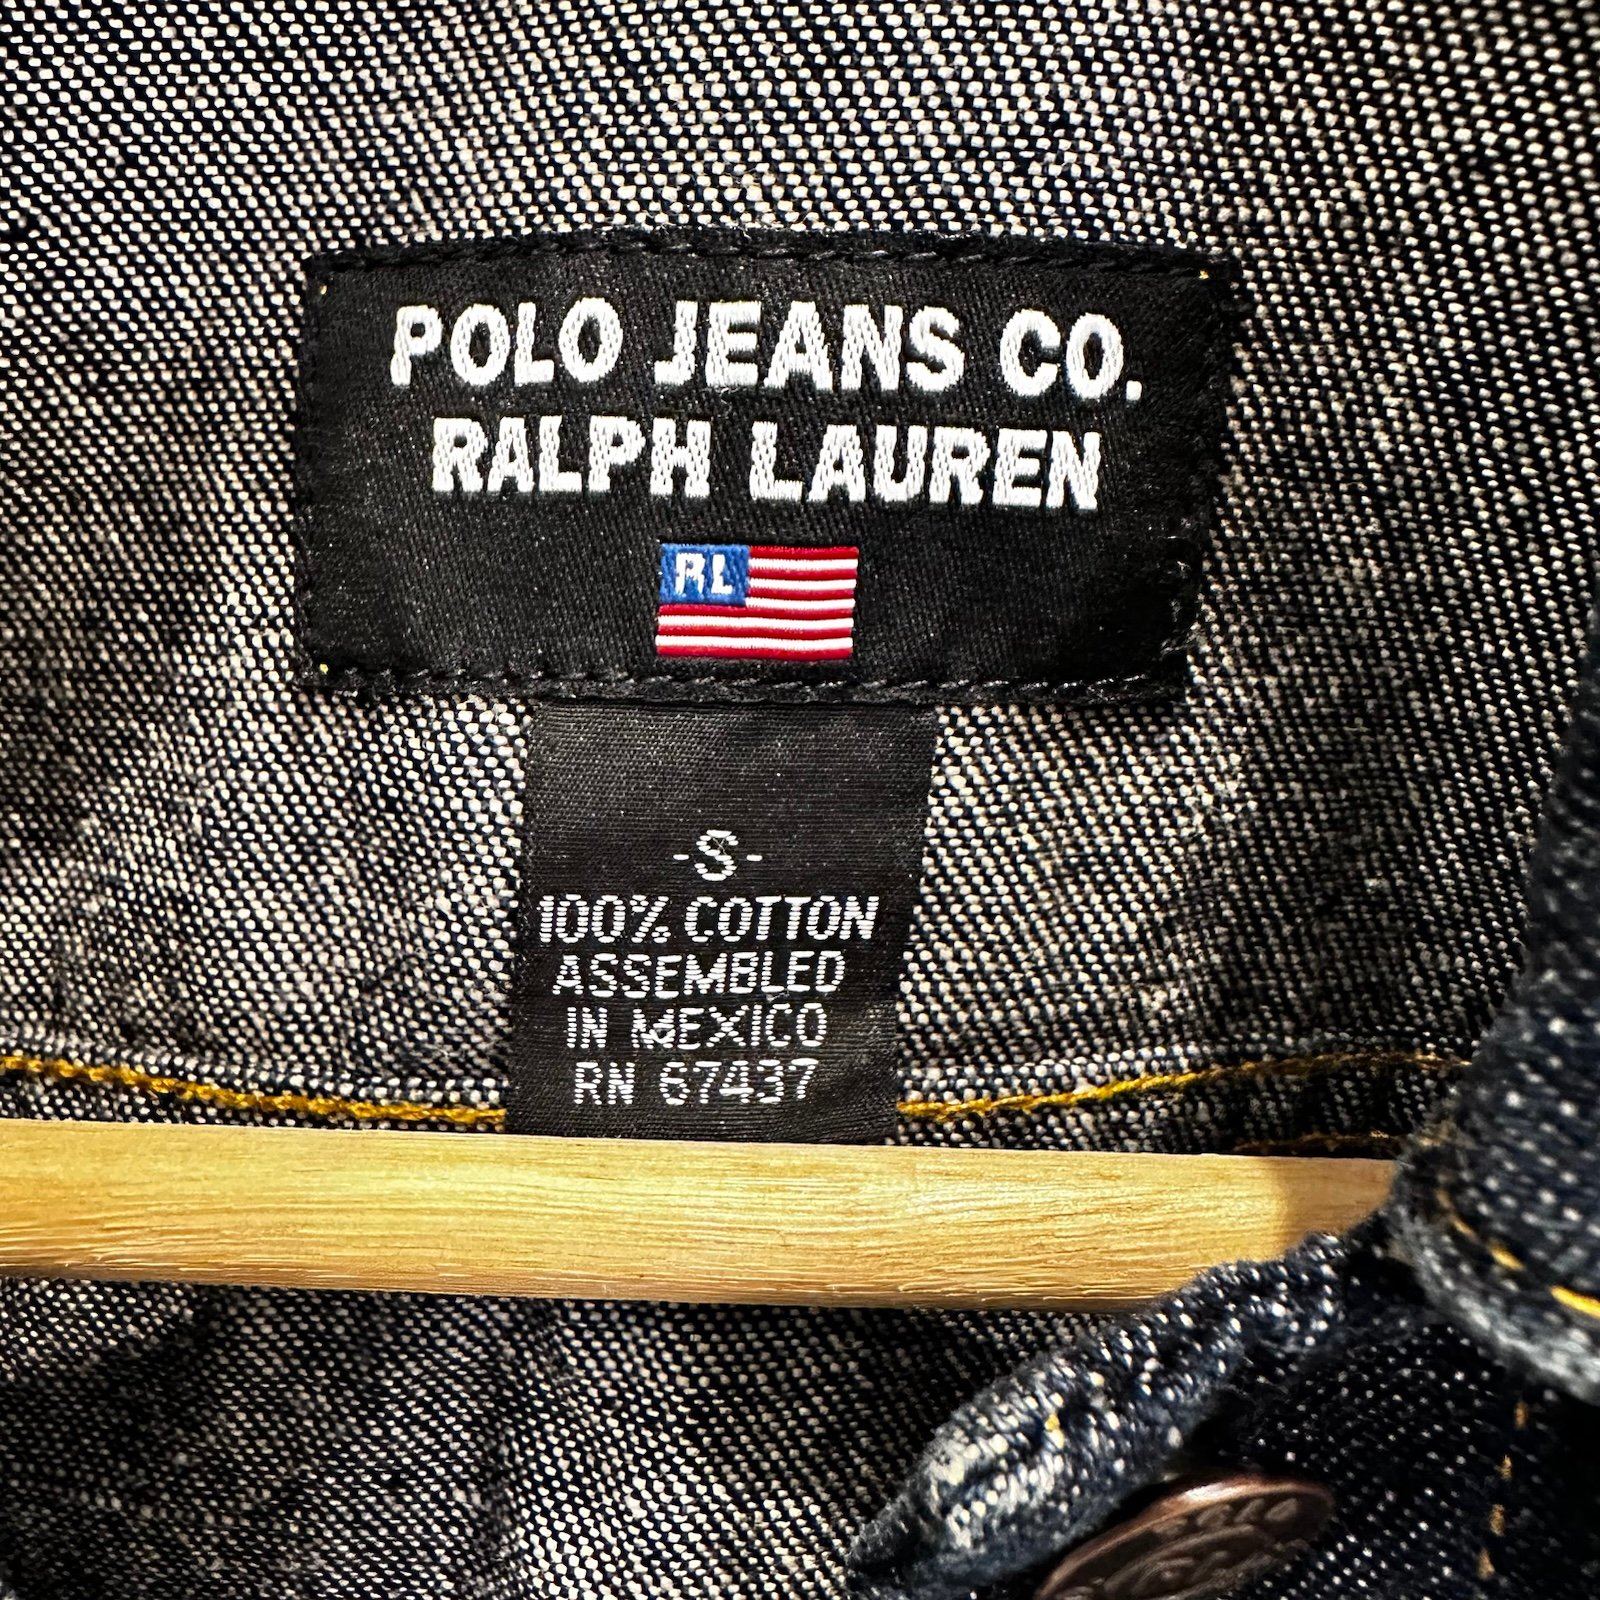 POLO JEANS CO.
RALPH LAUREN
RL
-S-
100% COTTON
ASSEMBLED
IN MEXICO
RN 67437